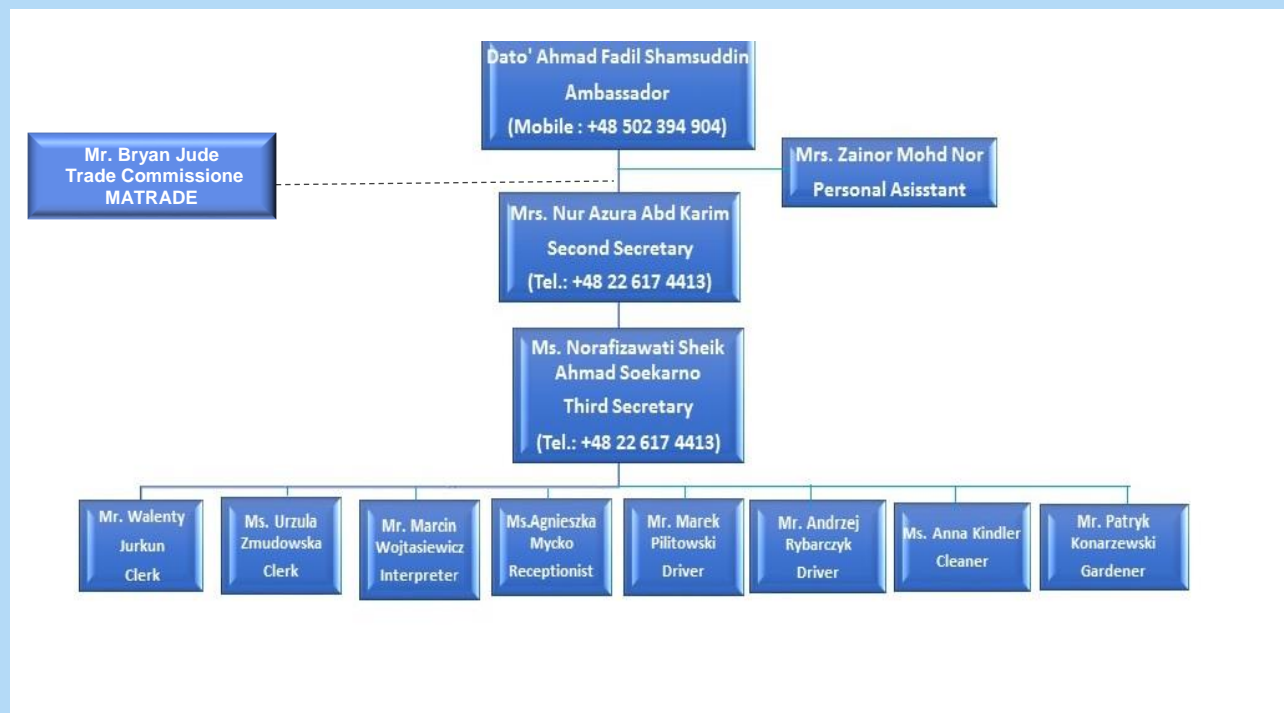 Dato' Ahmad Fadil Shamsuddin
Ambassador
(Mobile : +48 502 394 904)
Mr. Bryan Jude
Trade Commissione
MATRADE
Mrs. Zainor Mohd Nor
Personal Asisstant
Mrs. Nur Azura Abd Karim
Second Secretary
(Tel.: +48 22 617 4413)
Ms. Norafizawati Sheik
Ahmad Soekarno
Third Secretary
(Tel.: +48 22 617 4413)
Mr. Walenty
Jurkun
Clerk
Ms. Urzula
Zmudowska
Clerk
Mr. Marcin
Wojtasiewicz
Interpreter
Ms.Agnieszka
Mycko
Receptionist
Mr. Marek
Pilitowski
Driver
Mr. Andrzej
Rybarczyk
Driver
Ms. Anna Kindler
Cleaner
Mr. Patryk
Konarzewski
Gardener